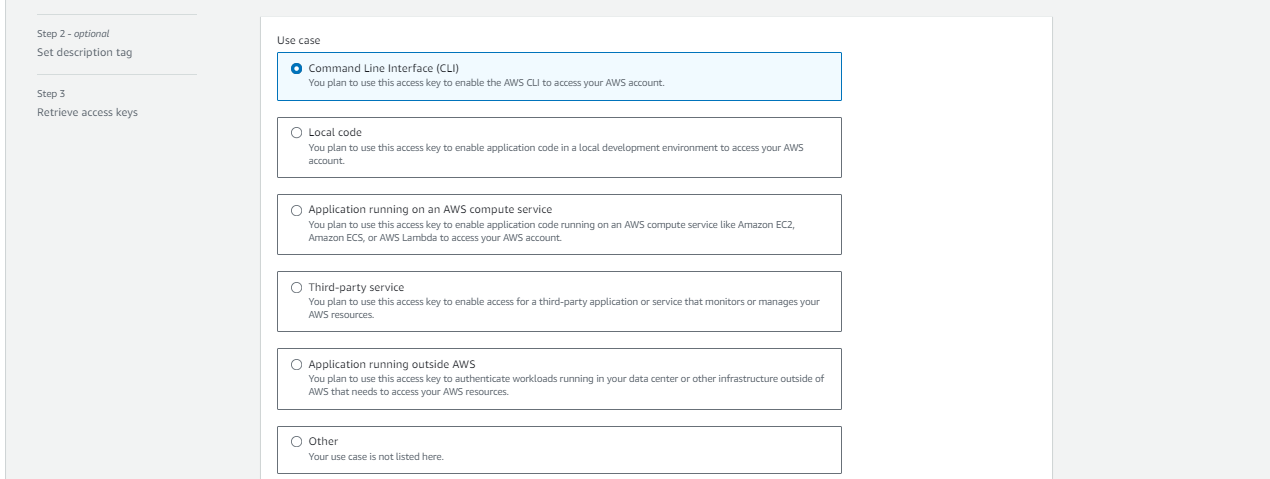 Step 2 - optional
Set description tag
Step 3
Retrieve access keys
Use case
Command Line Interface (CLI)
You plan to use this access key to enable the AWS CLI to access your AWS account.
Local code
You plan to use this access key to enable application code in a local development environment to access your AWS
account.
Application running on an AWS compute service
You plan to use this access key to enable application code running on an AWS compute service like Amazon EC2,
Amazon ECS, or AWS Lambda to access your AWS account.
Third-party service
You plan to use this access key to enable access for a third-party application or service that monitors or manages your
AWS resources.
Application running outside AWS
You plan to use this access key to authenticate workloads running in your data center or other infrastructure outside of
AWS that needs to access your AWS resources.
Other
Your use case is not listed here.